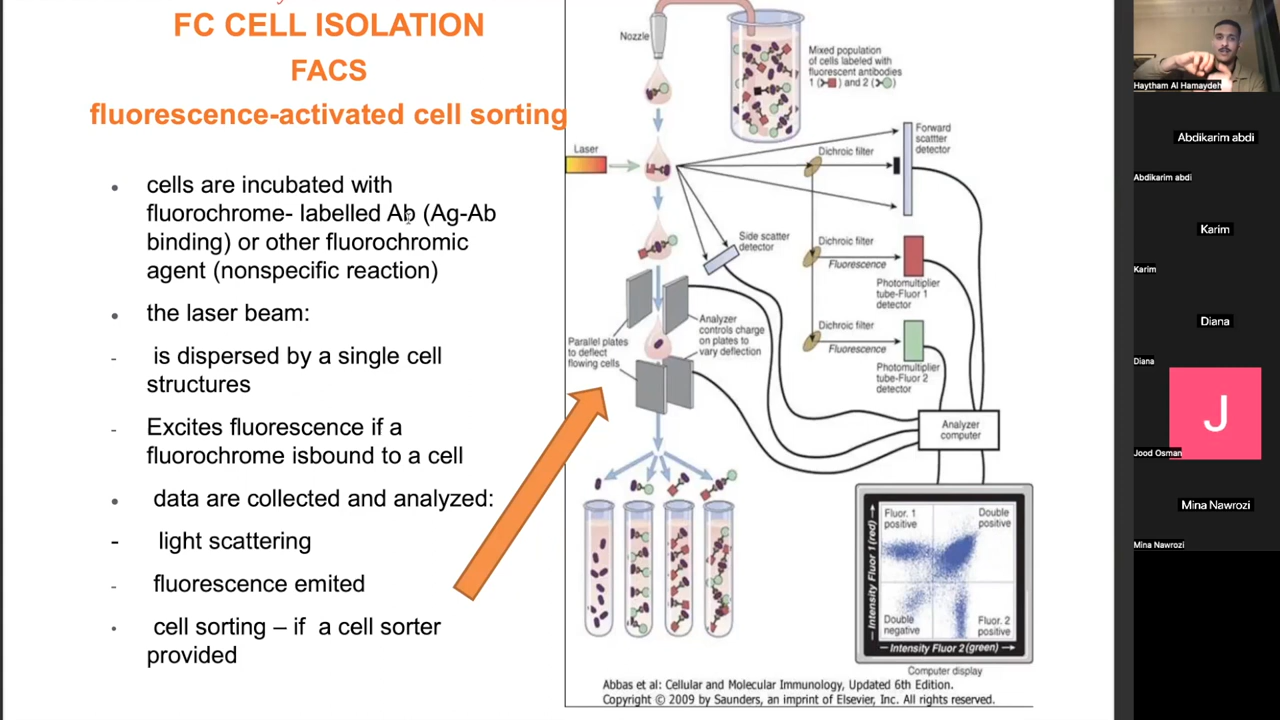 FC CELL ISOLATION
FACS
fluorescence-activated cell sorting
• cells are incubated with
fluorochrome- labelled Ab (Ag-Ab
binding) or other fluorochromic
agent (nonspecific reaction)
• the laser beam:
- is dispersed by a single cell
structures
- Excites fluorescence if a
fluorochrome isbound to a cell
• data are collected and analyzed:
- light scattering
- fluorescence emited
• cell sorting – if a cell sorter
provided
Nozzle
Mixed population
of cells labeled with
fluorescent antibodies
1 ( ) and 2 ( )
Laser
Dichroic filter
Forward
scattter
detector
Side scatter
detector
Dichroic filter
Fluorescence
Photomultiplier
tube-Fluor 1
detector
Parallel plates
to deflect
flowing cells
Analyzer
controls charge
on plates to
vary deflection
Dichroic filter
Fluorescence
Photomultiplier
tube-Fluor 2
detector
Analyzer
computer
Fluor. 1
positive
Double
positive
Double
negative
Fluor. 2
positive
Intensity Fluor 1(red)
Intensity Fluor 2(green)
Computer display
Abbas et al: Cellular and Molecular Immunology, Updated 6th Edition.
Copyright © 2009 by Saunders, an imprint of Elsevier, Inc. All rights reserved.
Haytham Al Hamaydeh
Abdikarim abdi
Abdikarim abdi
Karim
Karim
Diana
Diana
J
Jood Osman
Mina Nawrozi
Mina Nawrozi